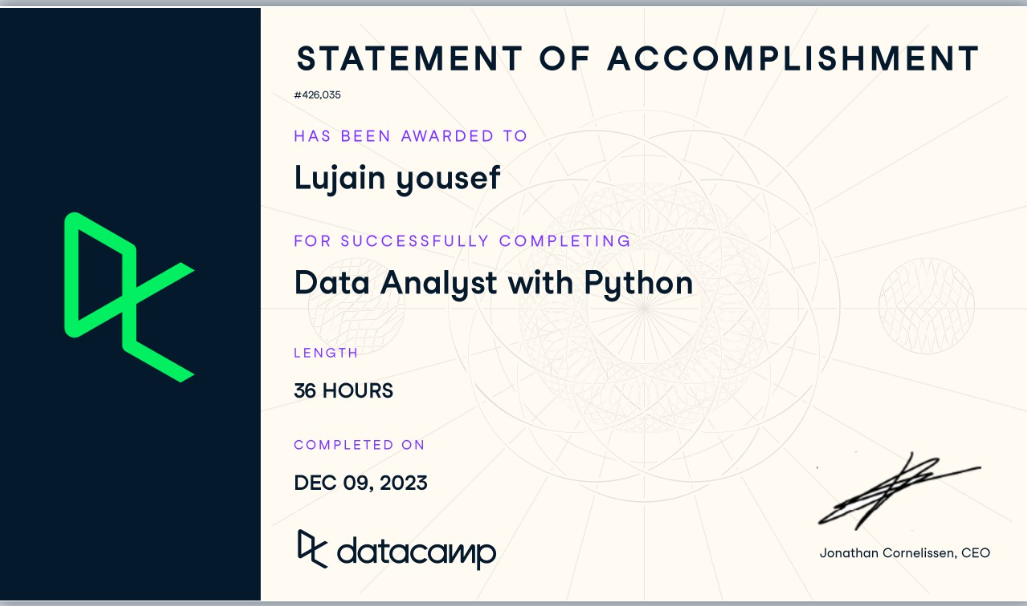 STATEMENT OF ACCOMPLISHMENT
#426,035
HAS BEEN AWARDED TO
Lujain yousef
FOR SUCCESSFULLY COMPLETING
Data Analyst with Python
LENGTH
36 HOURS
COMPLETED ON
DEC 09, 2023
datacamp
Jonathan Cornelissen, CEO